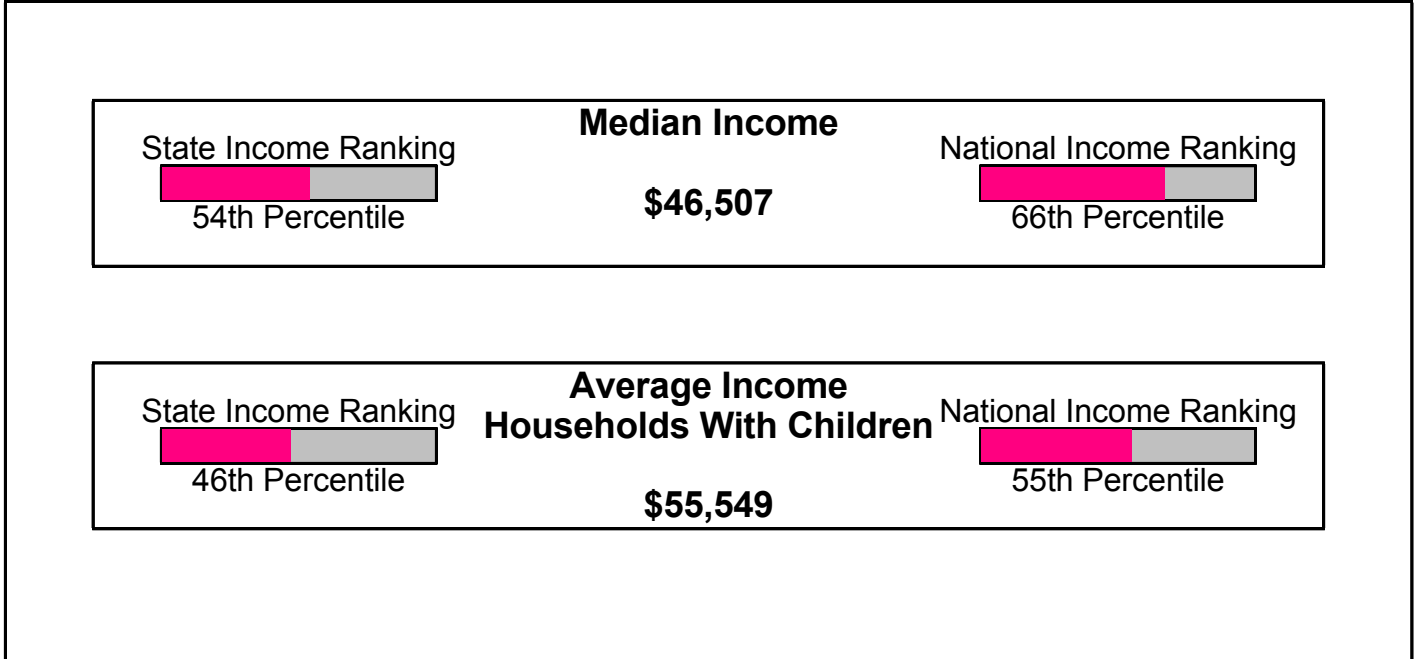 Median Income
State Income Ranking
National Income Ranking
$46,507
54th Percentile
66th Percentile
Average Income
State Income Ranking
Households With Children
National Income Ranking
46th Percentile
55th Percentile
$55,549